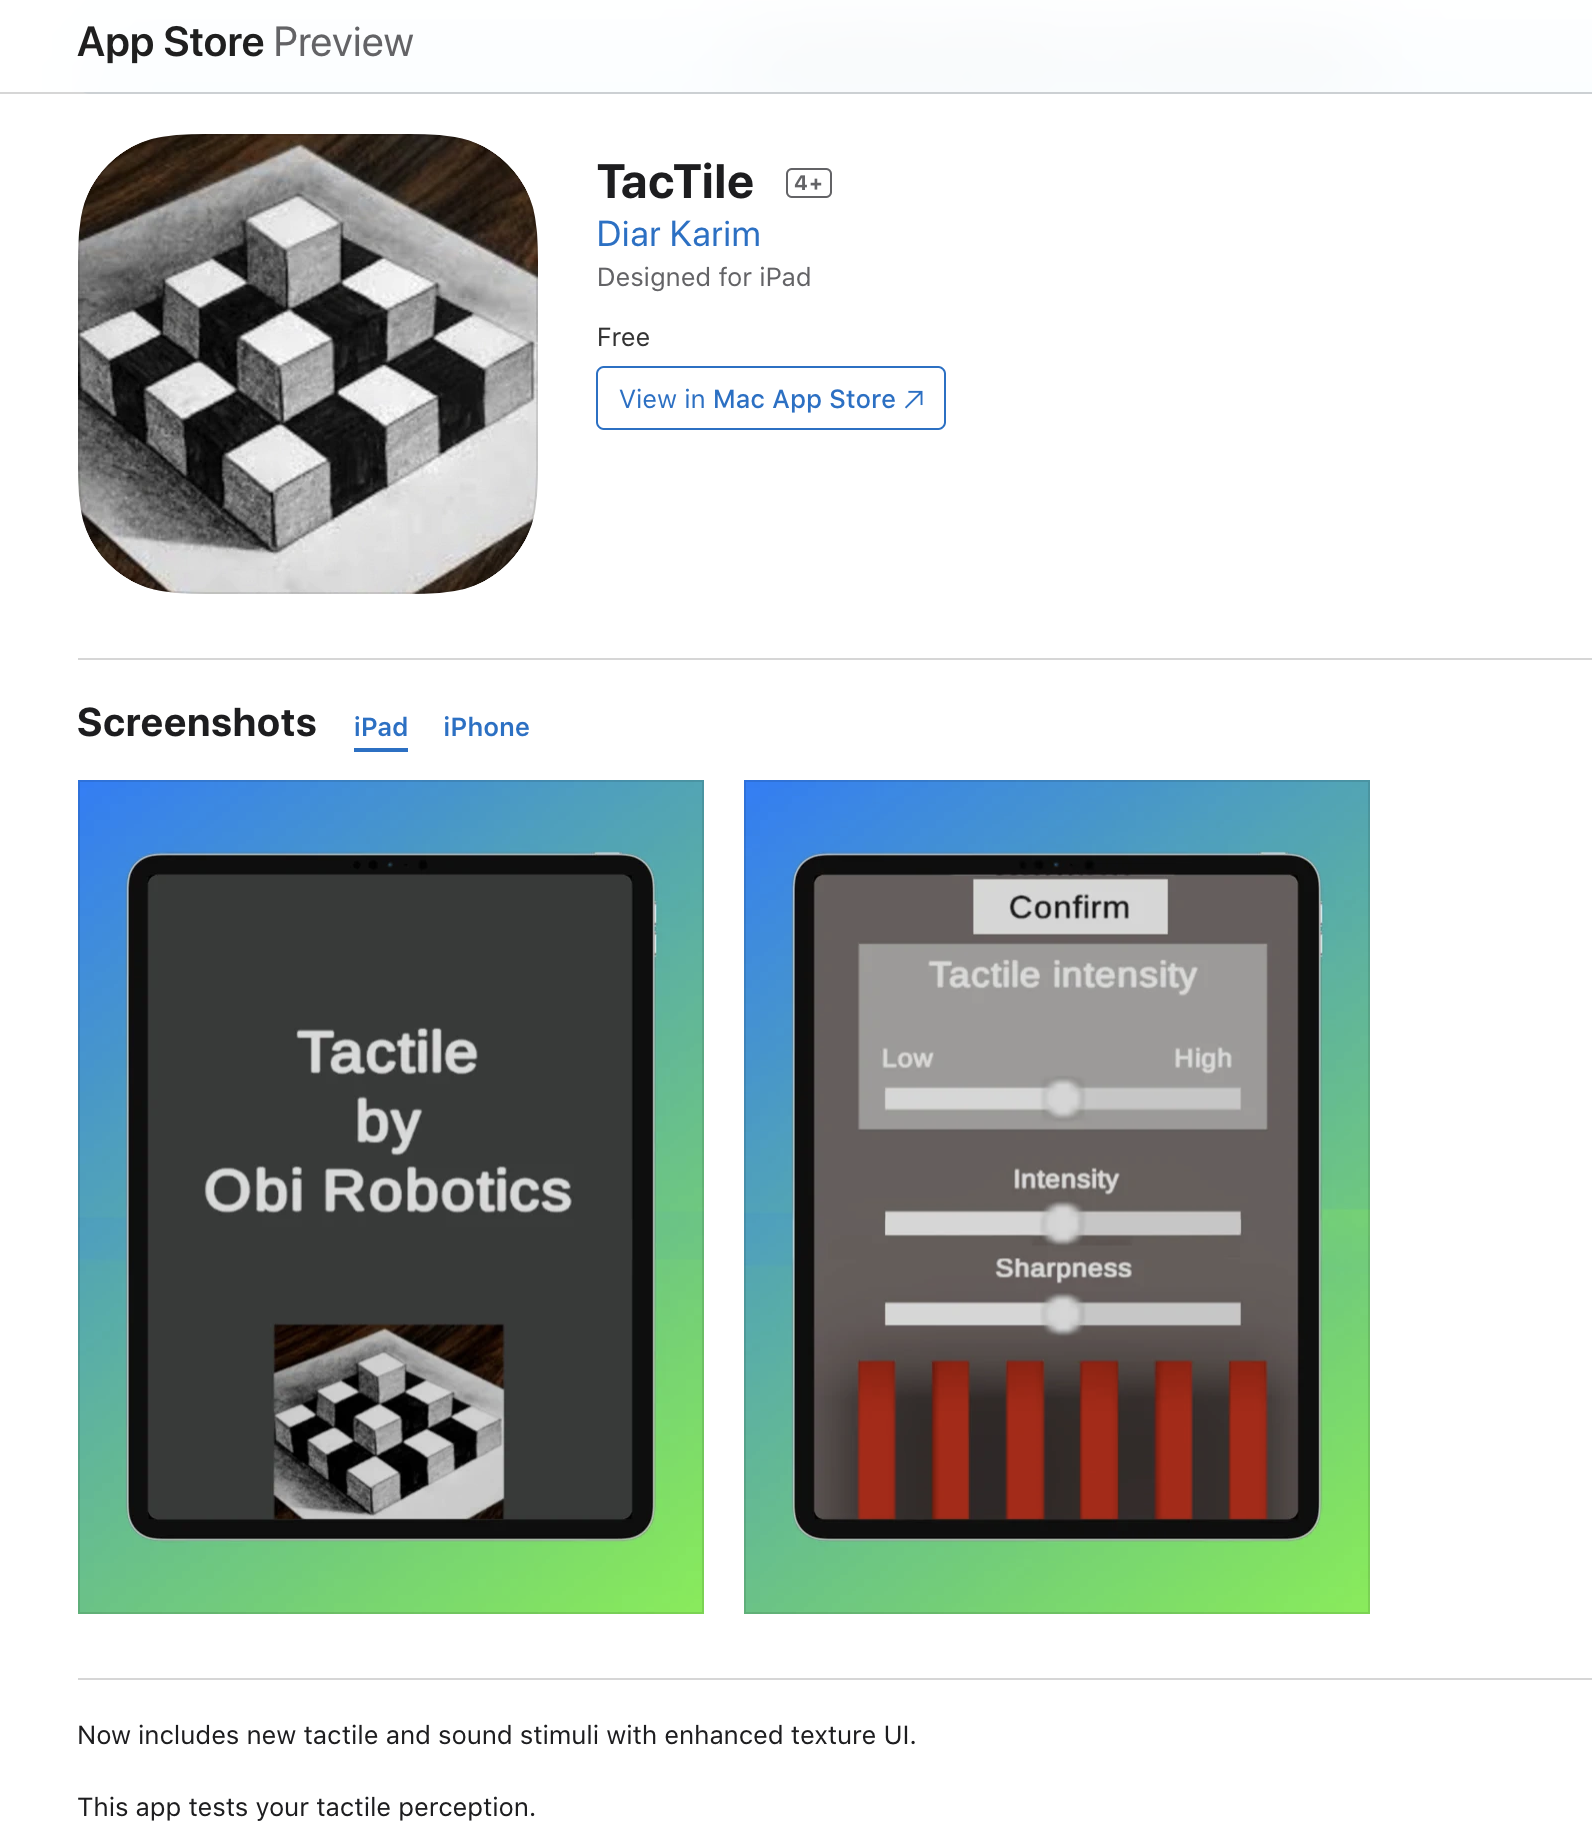 App Store Preview
TacTile 4+
Diar Karim
Designed for iPad
Free
View in Mac App Store ↗
Screenshots iPad iPhone
Tactile
by
Obi Robotics
Confirm
Tactile intensity
Low High
Intensity
Sharpness
Now includes new tactile and sound stimuli with enhanced texture UI.
This app tests your tactile perception.